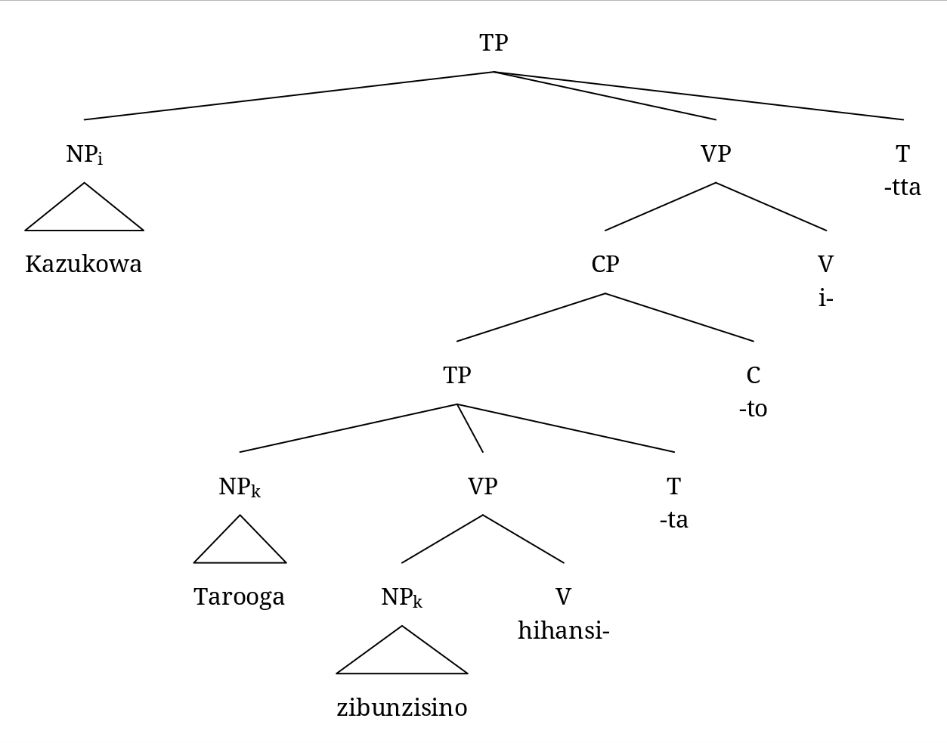 TP
NPᵢ VP T
-tta
Kazukowa CP V
i-
TP C
-to
NPₖ VP T
-ta
Tarooga NPₖ V
hihansi-
zibunzisino